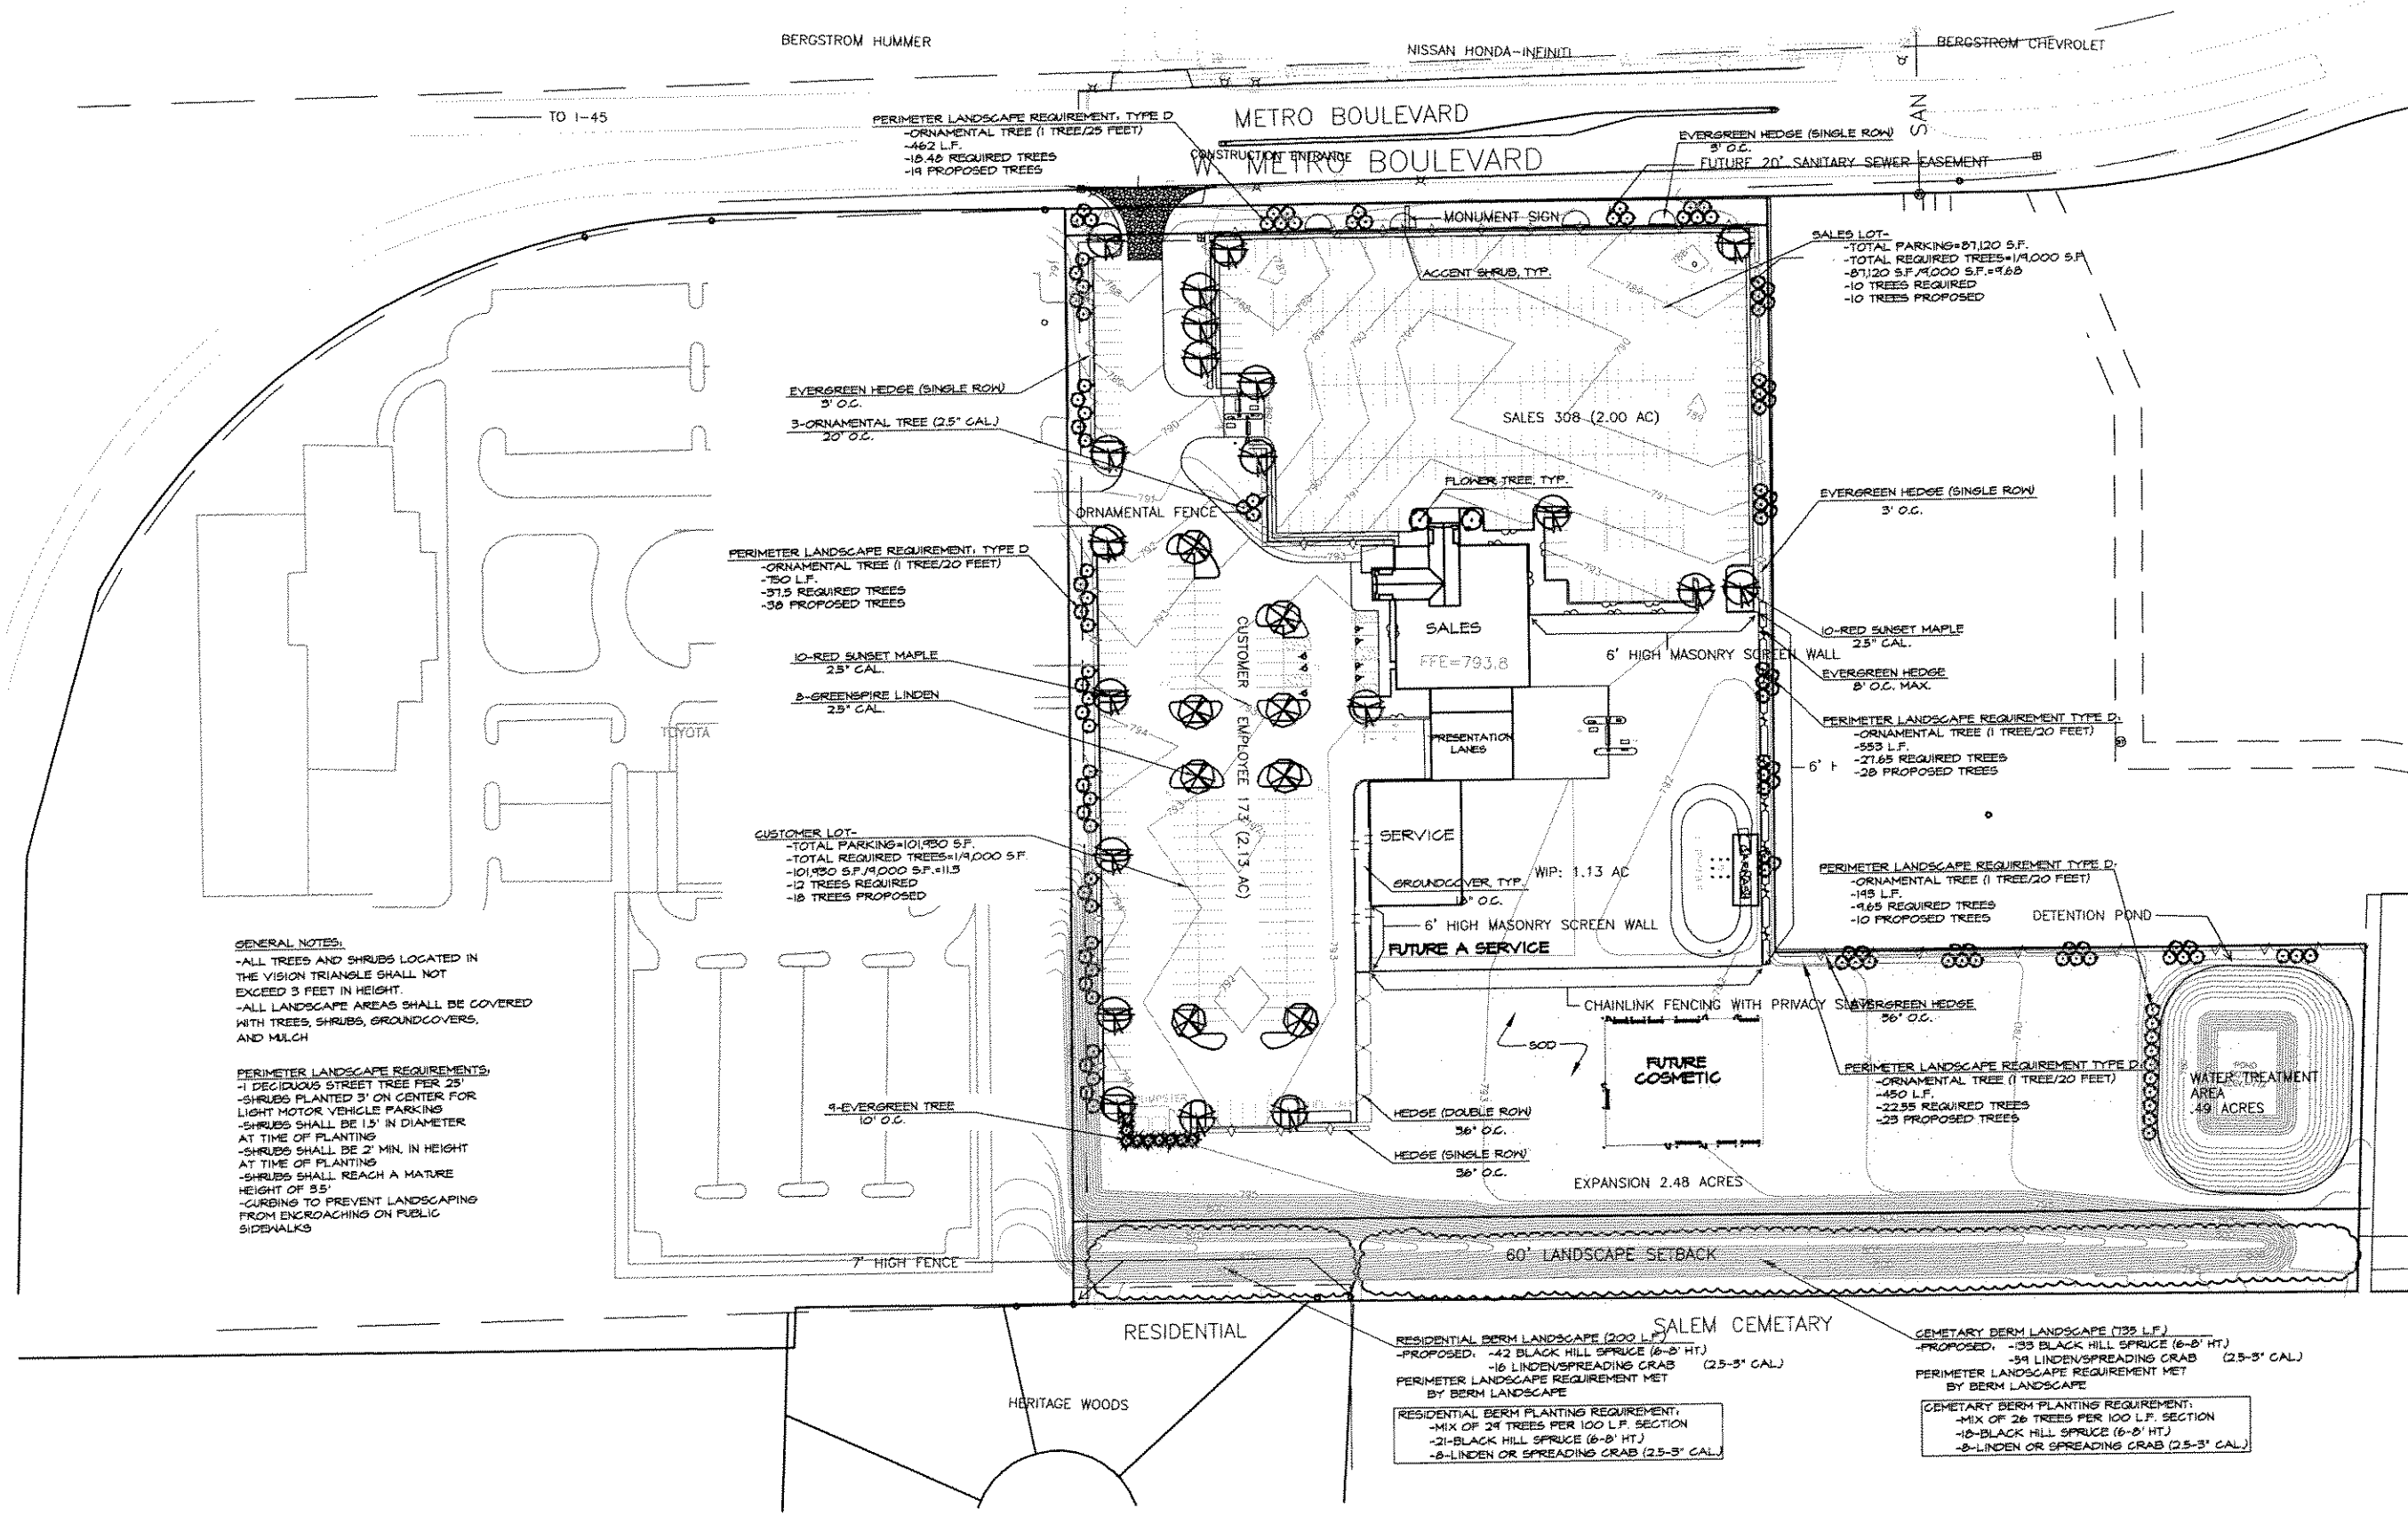 BERGSTROM HUMMER
NISSAN HONDA-INFINITI
BERGSTROM CHEVROLET
TO I-45
METRO BOULEVARD
W. METRO BOULEVARD
CONSTRUCTION ENTRANCE
SAN
PERIMETER LANDSCAPE REQUIREMENT, TYPE D
-ORNAMENTAL TREE (1 TREE/25 FEET)
-462 L.F.
-18.48 REQUIRED TREES
-19 PROPOSED TREES
EVERGREEN HEDGE (SINGLE ROW)
3' O.C.
FUTURE 20' SANITARY SEWER EASEMENT
MONUMENT SIGN
ACCENT SHRUB, TYP.
SALES LOT-
-TOTAL PARKING=87,120 S.F.
-TOTAL REQUIRED TREES=1/9,000 S.F.
-87,120 S.F./9,000 S.F.=9.68
-10 TREES REQUIRED
-10 TREES PROPOSED
EVERGREEN HEDGE (SINGLE ROW)
3' O.C.
3-ORNAMENTAL TREE (2.5" CAL.)
20' O.C.
SALES 308 (2.00 AC)
FLOWER TREE, TYP.
EVERGREEN HEDGE (SINGLE ROW)
3' O.C.
ORNAMENTAL FENCE
PERIMETER LANDSCAPE REQUIREMENT, TYPE D
-ORNAMENTAL TREE (1 TREE/20 FEET)
-750 L.F.
-37.5 REQUIRED TREES
-38 PROPOSED TREES
SALES
FFE=793.8
6' HIGH MASONRY SCREEN WALL
10-RED SUNSET MAPLE
2.5" CAL.
EVERGREEN HEDGE
8' O.C. MAX.
10-RED SUNSET MAPLE
2.5" CAL.
8-GREENSPIRE LINDEN
2.5" CAL.
TOYOTA
CUSTOMER / EMPLOYEE 173 (2.13 AC)
PRESENTATION
LANES
PERIMETER LANDSCAPE REQUIREMENT TYPE D:
-ORNAMENTAL TREE (1 TREE/20 FEET)
-553 L.F.
-27.65 REQUIRED TREES
-28 PROPOSED TREES
6' H
CUSTOMER LOT-
-TOTAL PARKING=101,930 S.F.
-TOTAL REQUIRED TREES=1/9,000 S.F.
-101,930 S.F./9,000 S.F.=11.3
-12 TREES REQUIRED
-18 TREES PROPOSED
SERVICE
GROUNDCOVER, TYP.
18" O.C.
WIP: 1.13 AC
6' HIGH MASONRY SCREEN WALL
FUTURE A SERVICE
PERIMETER LANDSCAPE REQUIREMENT TYPE D:
-ORNAMENTAL TREE (1 TREE/20 FEET)
-193 L.F.
-9.65 REQUIRED TREES
-10 PROPOSED TREES
DETENTION POND
GENERAL NOTES:
-ALL TREES AND SHRUBS LOCATED IN
THE VISION TRIANGLE SHALL NOT
EXCEED 3 FEET IN HEIGHT.
-ALL LANDSCAPE AREAS SHALL BE COVERED
WITH TREES, SHRUBS, GROUNDCOVERS,
AND MULCH
CHAINLINK FENCING WITH PRIVACY
EVERGREEN HEDGE
36" O.C.
SOD
FUTURE
COSMETIC
PERIMETER LANDSCAPE REQUIREMENT TYPE D:
-ORNAMENTAL TREE (1 TREE/20 FEET)
-450 L.F.
-22.55 REQUIRED TREES
-23 PROPOSED TREES
POND
WATER TREATMENT
AREA
.49 ACRES
PERIMETER LANDSCAPE REQUIREMENTS:
-1 DECIDUOUS STREET TREE PER 25'
-SHRUBS PLANTED 3' ON CENTER FOR
LIGHT MOTOR VEHICLE PARKING
-SHRUBS SHALL BE 1.5' IN DIAMETER
AT TIME OF PLANTING
-SHRUBS SHALL BE 2' MIN. IN HEIGHT
AT TIME OF PLANTING
-SHRUBS SHALL REACH A MATURE
HEIGHT OF 3.5'
-CURBING TO PREVENT LANDSCAPING
FROM ENCROACHING ON PUBLIC
SIDEWALKS
9-EVERGREEN TREE
10' O.C.
DUMPSTER
HEDGE (DOUBLE ROW)
36" O.C.
HEDGE (SINGLE ROW)
36" O.C.
EXPANSION 2.48 ACRES
7' HIGH FENCE
60' LANDSCAPE SETBACK
RESIDENTIAL
SALEM CEMETARY
HERITAGE WOODS
RESIDENTIAL BERM LANDSCAPE (200 L.F.)
-PROPOSED: -42 BLACK HILL SPRUCE (6-8' HT.)
-16 LINDEN/SPREADING CRAB (2.5-3" CAL.)
PERIMETER LANDSCAPE REQUIREMENT MET
BY BERM LANDSCAPE
RESIDENTIAL BERM PLANTING REQUIREMENT:
-MIX OF 29 TREES PER 100 L.F. SECTION
-21-BLACK HILL SPRUCE (6-8' HT.)
-8-LINDEN OR SPREADING CRAB (2.5-3" CAL.)
CEMETARY BERM LANDSCAPE (735 L.F.)
-PROPOSED: -133 BLACK HILL SPRUCE (6-8' HT.)
-59 LINDEN/SPREADING CRAB (2.5-3" CAL.)
PERIMETER LANDSCAPE REQUIREMENT MET
BY BERM LANDSCAPE
CEMETARY BERM PLANTING REQUIREMENT:
-MIX OF 26 TREES PER 100 L.F. SECTION
-18-BLACK HILL SPRUCE (6-8' HT.)
-8-LINDEN OR SPREADING CRAB (2.5-3" CAL.)